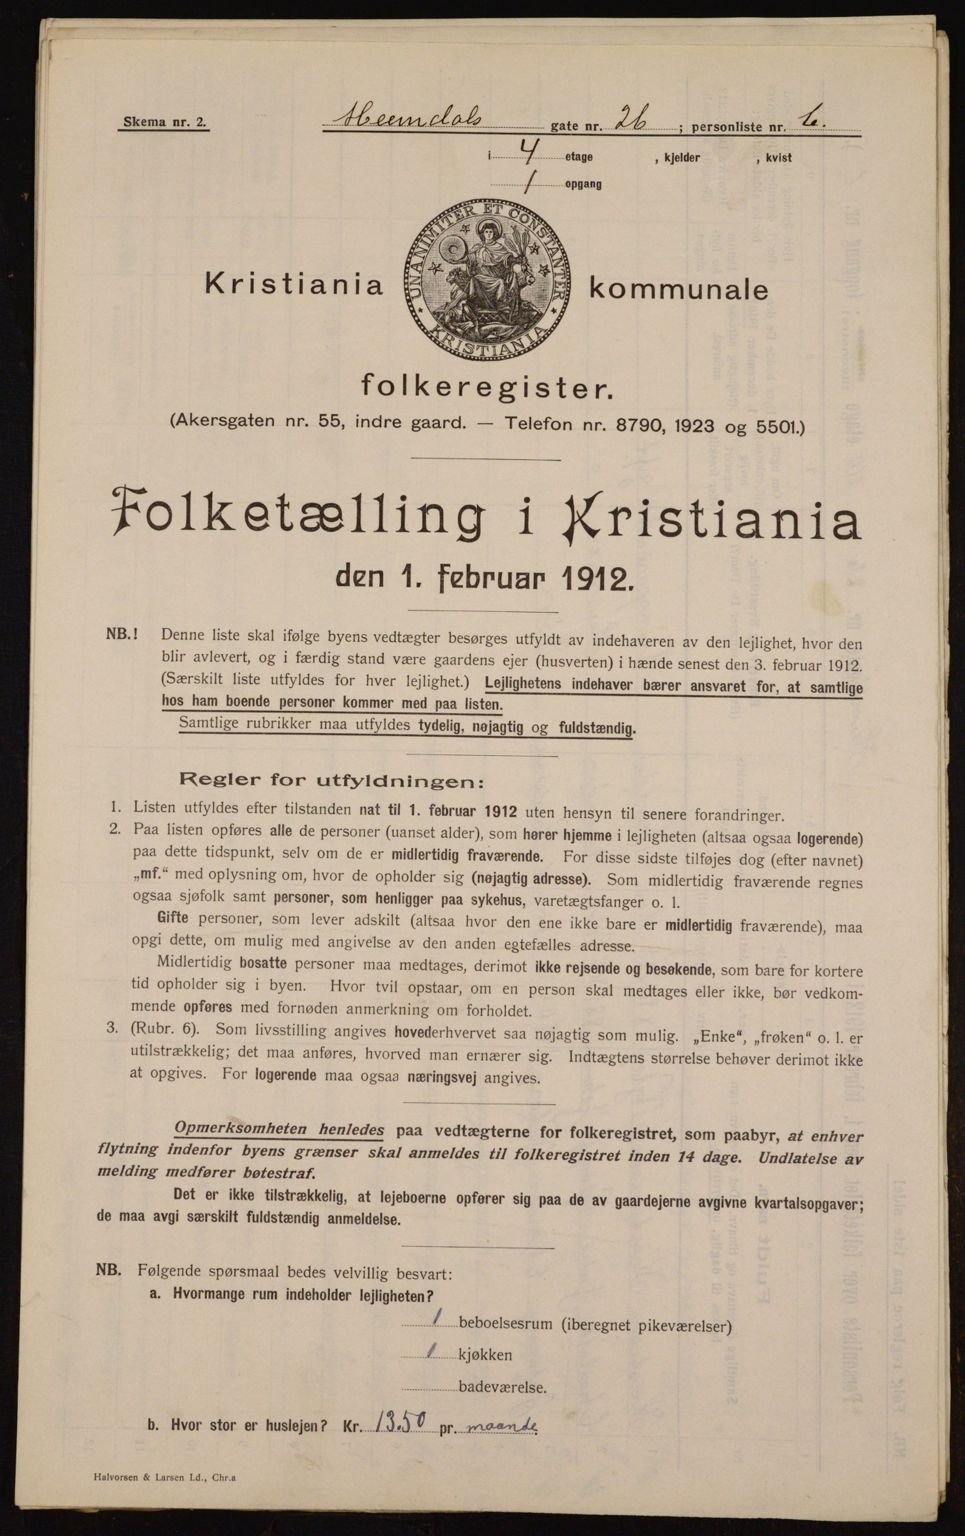 Skema nr. 2.
Heimdals gate nr. 26 ; personliste nr. 6.
i 4 etage , kjelder , kvist
1 opgang
UNANIMITER ET CONSTANTER
KRISTIANIA
Kristiania kommunale
folkeregister.
(Akersgaten nr. 55, indre gaard. — Telefon nr. 8790, 1923 og 5501.)
Folketælling i Kristiania
den 1. februar 1912.
NB.! Denne liste skal ifølge byens vedtægter besørges utfyldt av indehaveren av den lejlighet, hvor den
blir avlevert, og i færdig stand være gaardens ejer (husverten) i hænde senest den 3. februar 1912.
(Særskilt liste utfyldes for hver lejlighet.) Lejlighetens indehaver bærer ansvaret for, at samtlige
hos ham boende personer kommer med paa listen.
Samtlige rubrikker maa utfyldes tydelig, nøjagtig og fuldstændig.
Regler for utfyldningen:
1. Listen utfyldes efter tilstanden nat til 1. februar 1912 uten hensyn til senere forandringer.
2. Paa listen opføres alle de personer (uanset alder), som hører hjemme i lejligheten (altsaa ogsaa logerende)
paa dette tidspunkt, selv om de er midlertidig fraværende. For disse sidste tilføjes dog (efter navnet)
„mf.“ med oplysning om, hvor de opholder sig (nøjagtig adresse). Som midlertidig fraværende regnes
ogsaa sjøfolk samt personer, som henligger paa sykehus, varetægtsfanger o. l.
Gifte personer, som lever adskilt (altsaa hvor den ene ikke bare er midlertidig fraværende), maa
opgi dette, om mulig med angivelse av den anden egtefælles adresse.
Midlertidig bosatte personer maa medtages, derimot ikke rejsende og besøkende, som bare for kortere
tid opholder sig i byen. Hvor tvil opstaar, om en person skal medtages eller ikke, bør vedkom-
mende opføres med fornøden anmerkning om forholdet.
3. (Rubr. 6). Som livsstilling angives hovederhvervet saa nøjagtig som mulig. „Enke“, „frøken“ o. l. er
utilstrækkelig; det maa anføres, hvorved man ernærer sig. Indtægtens størrelse behøver derimot ikke
at opgives. For logerende maa ogsaa næringsvej angives.
Opmerksomheten henledes paa vedtægterne for folkeregistret, som paabyr, at enhver
flytning indenfor byens grænser skal anmeldes til folkeregistret inden 14 dage. Undlatelse av
melding medfører bøtestraf.
Det er ikke tilstrækkelig, at lejeboerne opfører sig paa de av gaardejerne avgivne kvartalsopgaver;
de maa avgi særskilt fuldstændig anmeldelse.
NB. Følgende spørsmaal bedes velvillig besvart:
a. Hvormange rum indeholder lejligheten?
1 beboelsesrum (iberegnet pikeværelser)
1 kjøkken
badeværelse.
b. Hvor stor er huslejen? Kr. 13.50 pr. maande.
Halvorsen & Larsen Ld., Chr.a